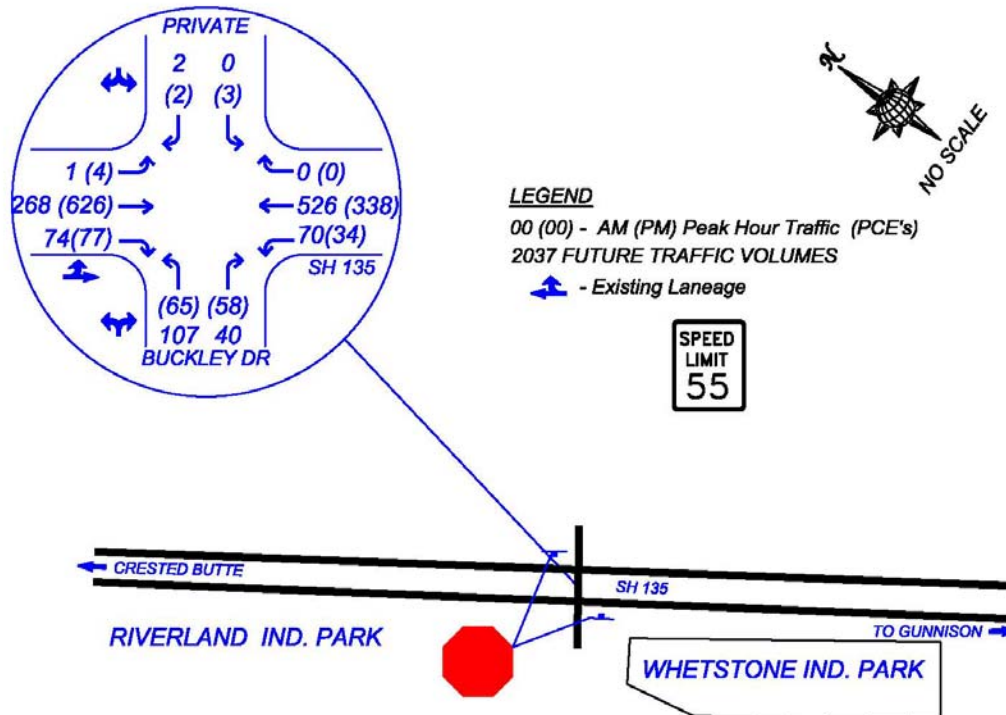 PRIVATE
2 0
(2) (3)
1 (4)
0 (0)
268 (626)
526 (338)
74(77)
70(34)
SH 135
(65) (58)
107 40
BUCKLEY DR
N
NO SCALE
LEGEND
00 (00) - AM (PM) Peak Hour Traffic (PCE's)
2037 FUTURE TRAFFIC VOLUMES
- Existing Laneage
SPEED
LIMIT
55
CRESTED BUTTE
SH 135
TO GUNNISON
RIVERLAND IND. PARK
WHETSTONE IND. PARK